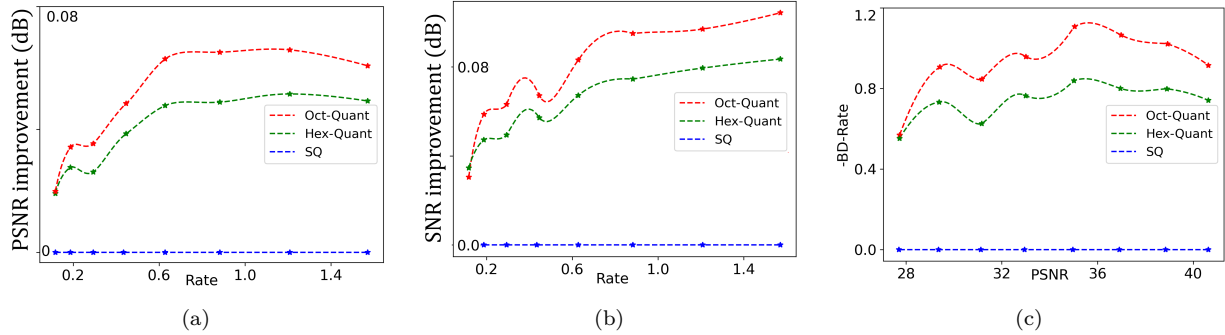 PSNR improvement (dB)
0.08
0
Oct-Quant
Hex-Quant
SQ
0.2
0.6
1.0
1.4
Rate
(a)
SNR improvement (dB)
0.08
0.0
Oct-Quant
Hex-Quant
SQ
0.2
0.6
1.0
1.4
Rate
(b)
-BD-Rate
1.2
0.8
0.4
0.0
Oct-Quant
Hex-Quant
SQ
28
32
36
40
PSNR
(c)